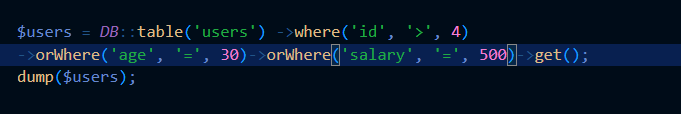 $users = DB::table('users') ->where('id', '>', 4)
->orWhere('age', '=', 30)->orWhere('salary', '=', 500)->get();
dump($users);